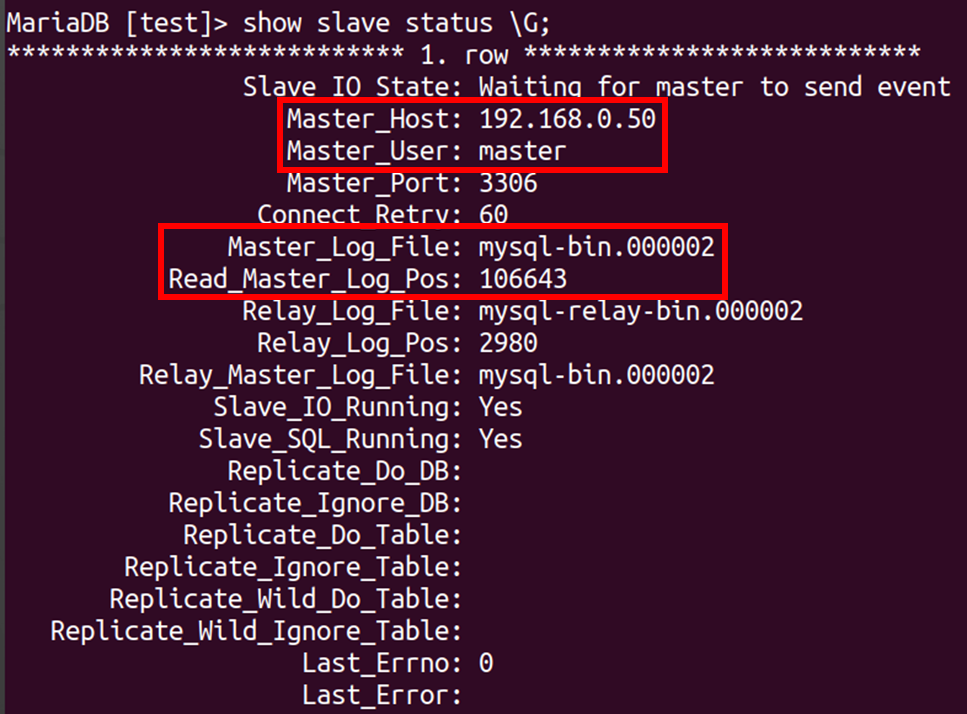 MariaDB [test]> show slave status \G;
*************************** 1. row ***************************
Slave_IO_State: Waiting for master to send event
Master_Host: 192.168.0.50
Master_User: master
Master_Port: 3306
Connect_Retry: 60
Master_Log_File: mysql-bin.000002
Read_Master_Log_Pos: 106643
Relay_Log_File: mysql-relay-bin.000002
Relay_Log_Pos: 2980
Relay_Master_Log_File: mysql-bin.000002
Slave_IO_Running: Yes
Slave_SQL_Running: Yes
Replicate_Do_DB:
Replicate_Ignore_DB:
Replicate_Do_Table:
Replicate_Ignore_Table:
Replicate_Wild_Do_Table:
Replicate_Wild_Ignore_Table:
Last_Errno: 0
Last_Error: